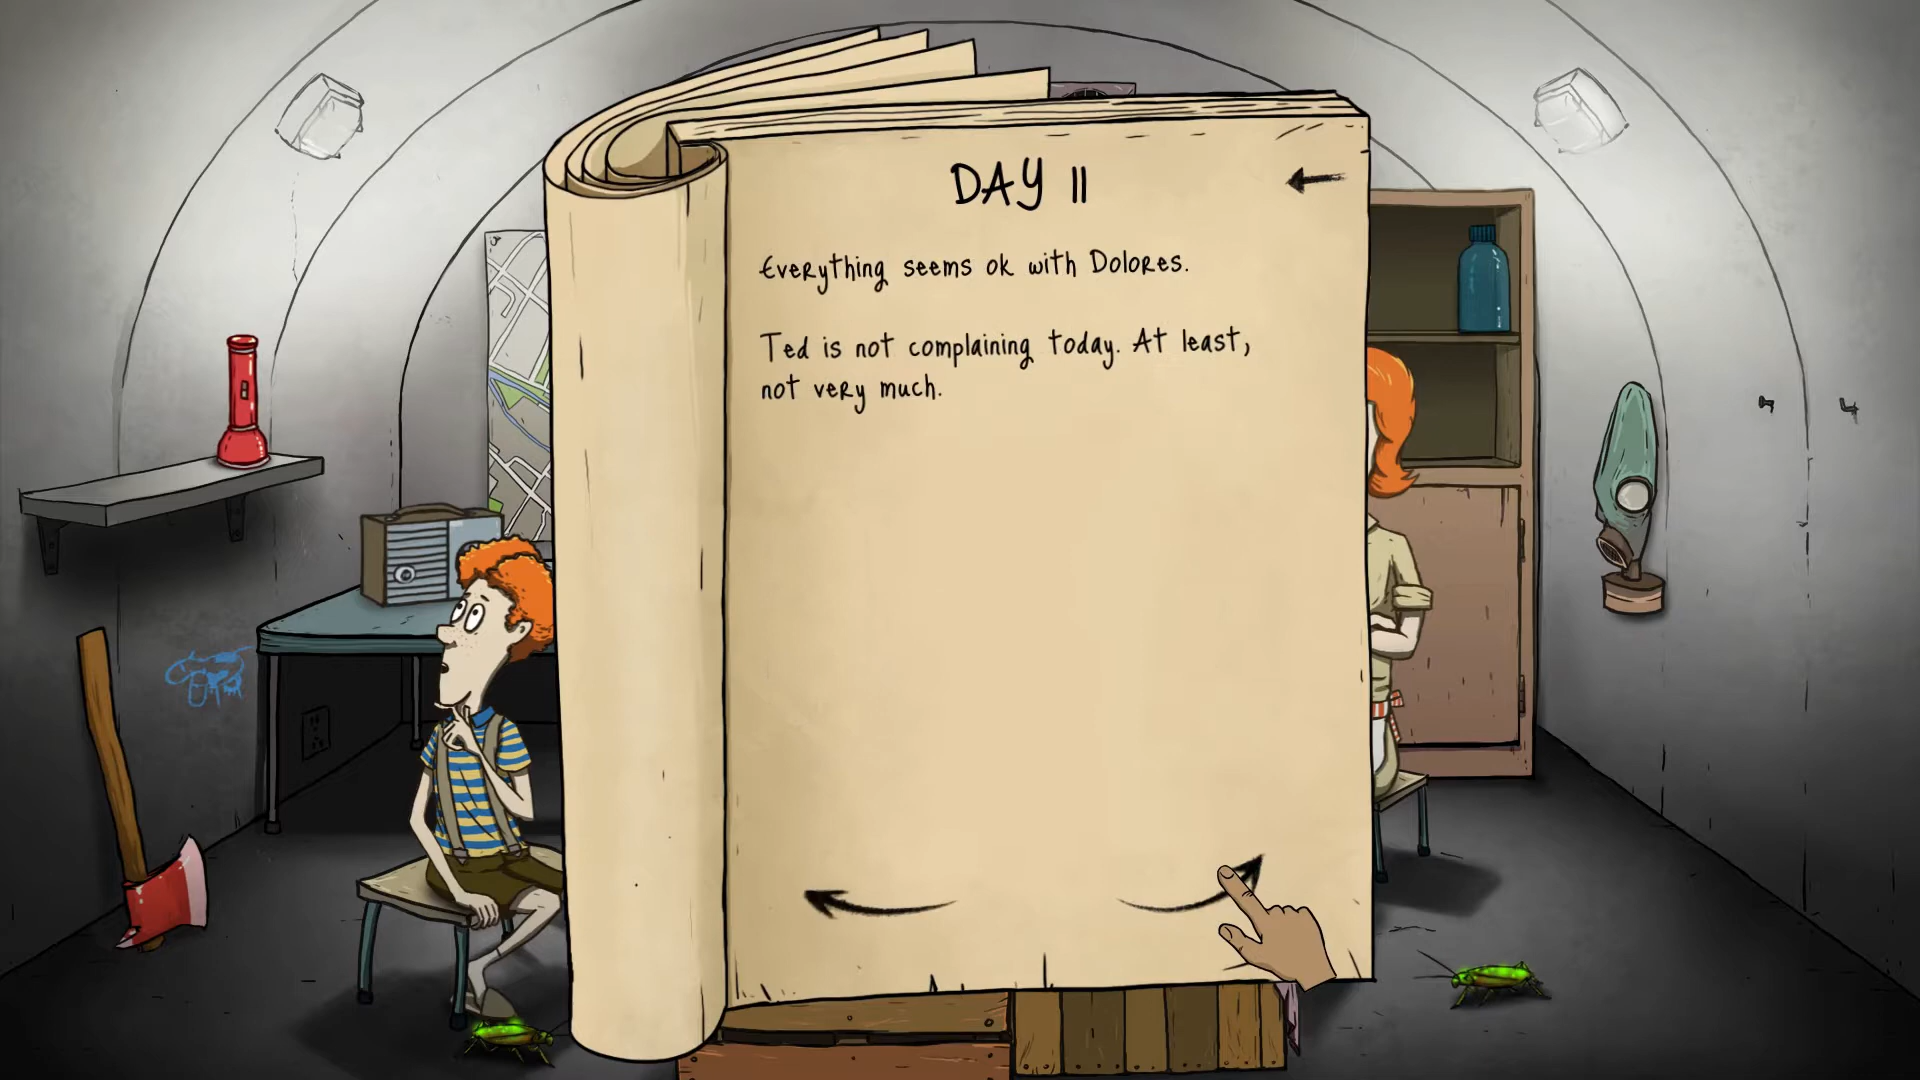 DAY 11
Everything seems ok with Dolores.
Ted is not complaining today. At least,
not very much.